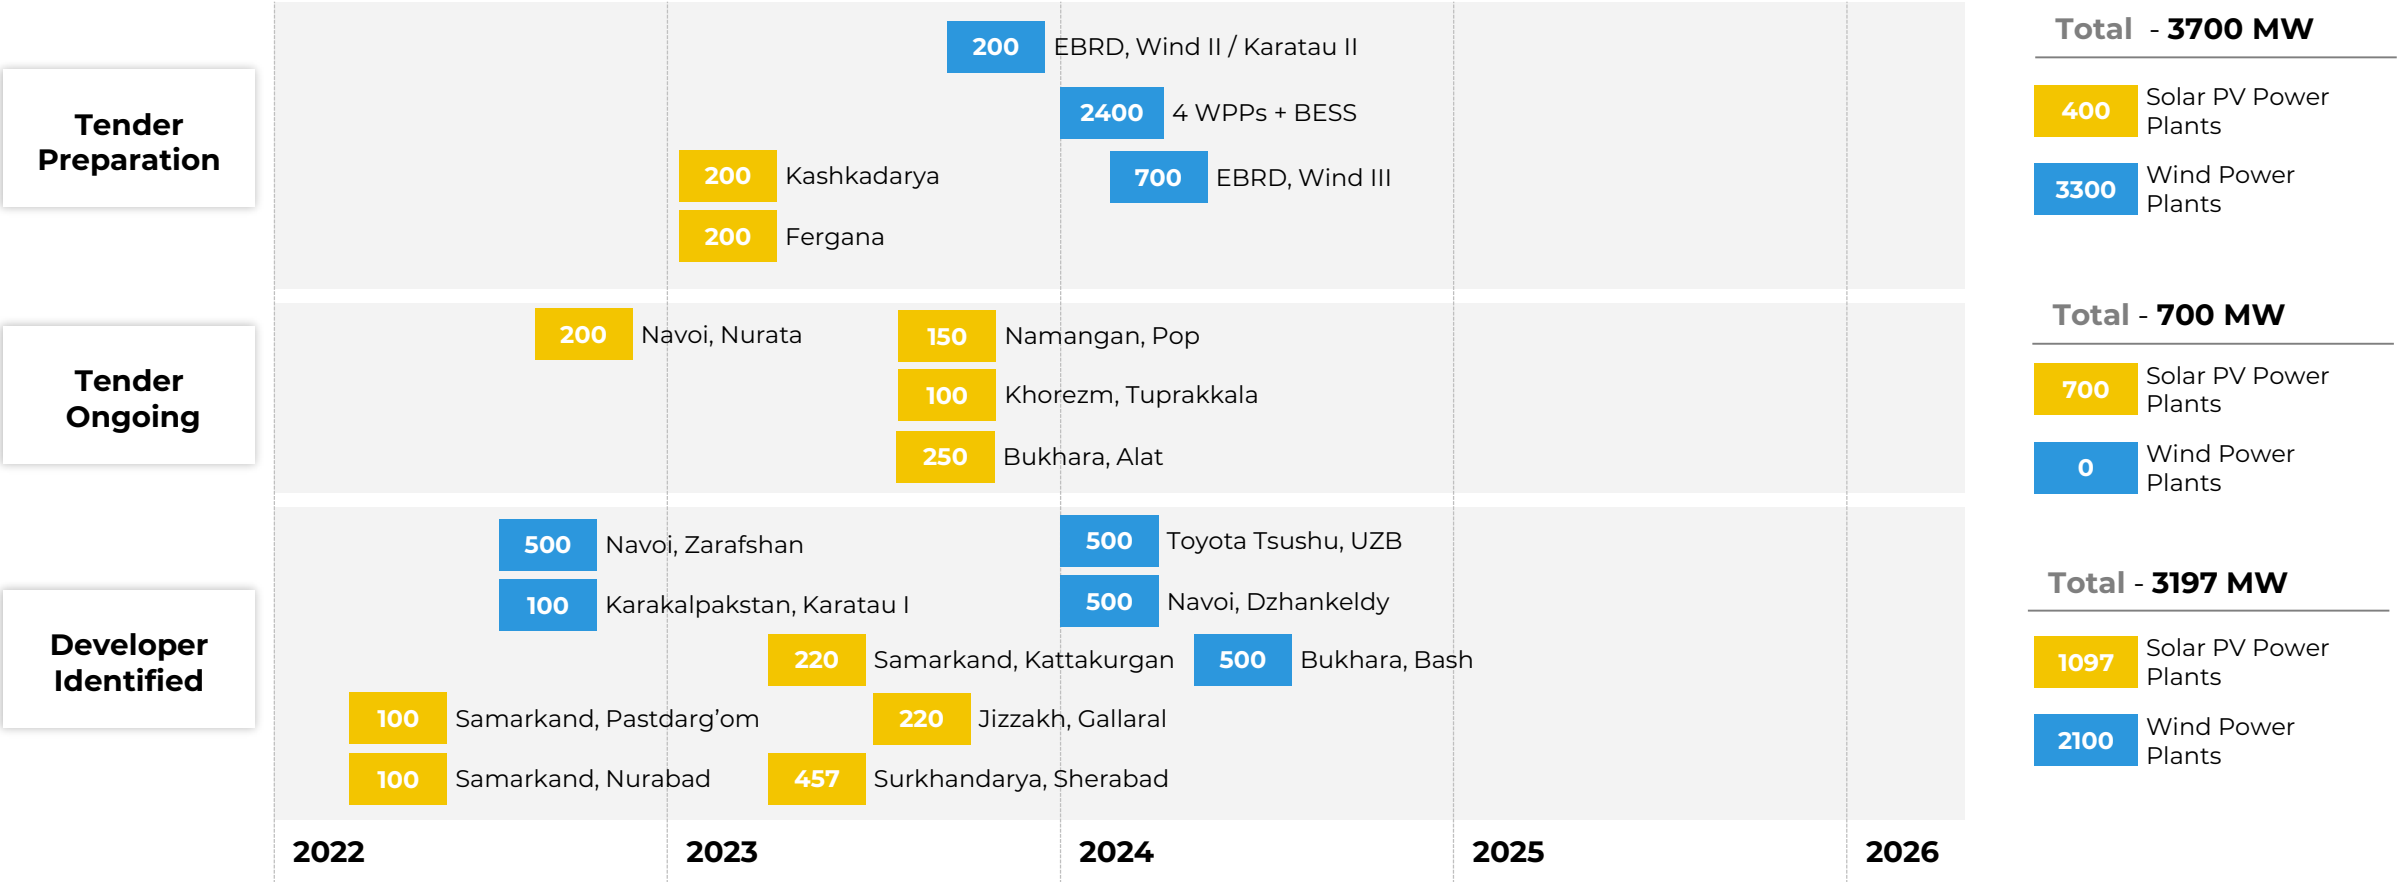 Tender
Preparation
200 EBRD, Wind II / Karatau II
2400 4 WPPs + BESS
200 Kashkadarya
700 EBRD, Wind III
200 Fergana
Total - 3700 MW
400 Solar PV Power
Plants
3300 Wind Power
Plants
Tender
Ongoing
200 Navoi, Nurata
150 Namangan, Pop
100 Khorezm, Tuprakkala
250 Bukhara, Alat
Total - 700 MW
700 Solar PV Power
Plants
0 Wind Power
Plants
Developer
Identified
500 Navoi, Zarafshan
500 Toyota Tsushu, UZB
100 Karakalpakstan, Karatau I
500 Navoi, Dzhankeldy
220 Samarkand, Kattakurgan
500 Bukhara, Bash
100 Samarkand, Pastdarg’om
220 Jizzakh, Gallaral
100 Samarkand, Nurabad
457 Surkhandarya, Sherabad
Total - 3197 MW
1097 Solar PV Power
Plants
2100 Wind Power
Plants
2022 2023 2024 2025 2026